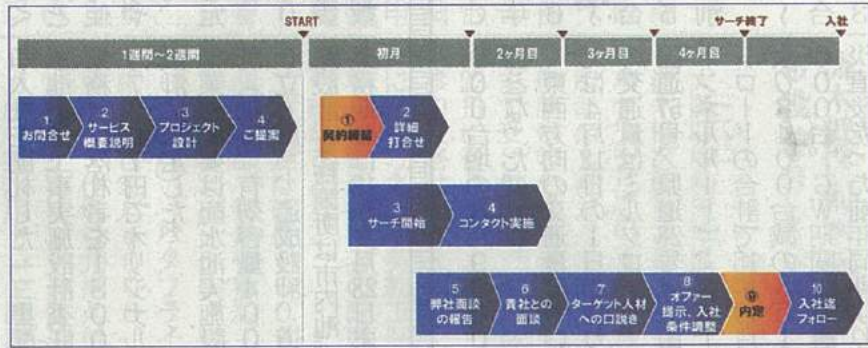 START
サーチ終了
入社
1週間～2週間
初月
2ヶ月目
3ヶ月目
4ヶ月目
1
お問合せ
2
サービス
概要説明
3
プロジェクト
設計
4
ご提案
①
契約締結
2
詳細
打合せ
3
サーチ開始
4
コンタクト実施
5
弊社面談
の報告
6
貴社との
面談
7
ターゲット人材
への口説き
8
オファー
提示、入社
条件調整
⑨
内定
10
入社迄
フォロー